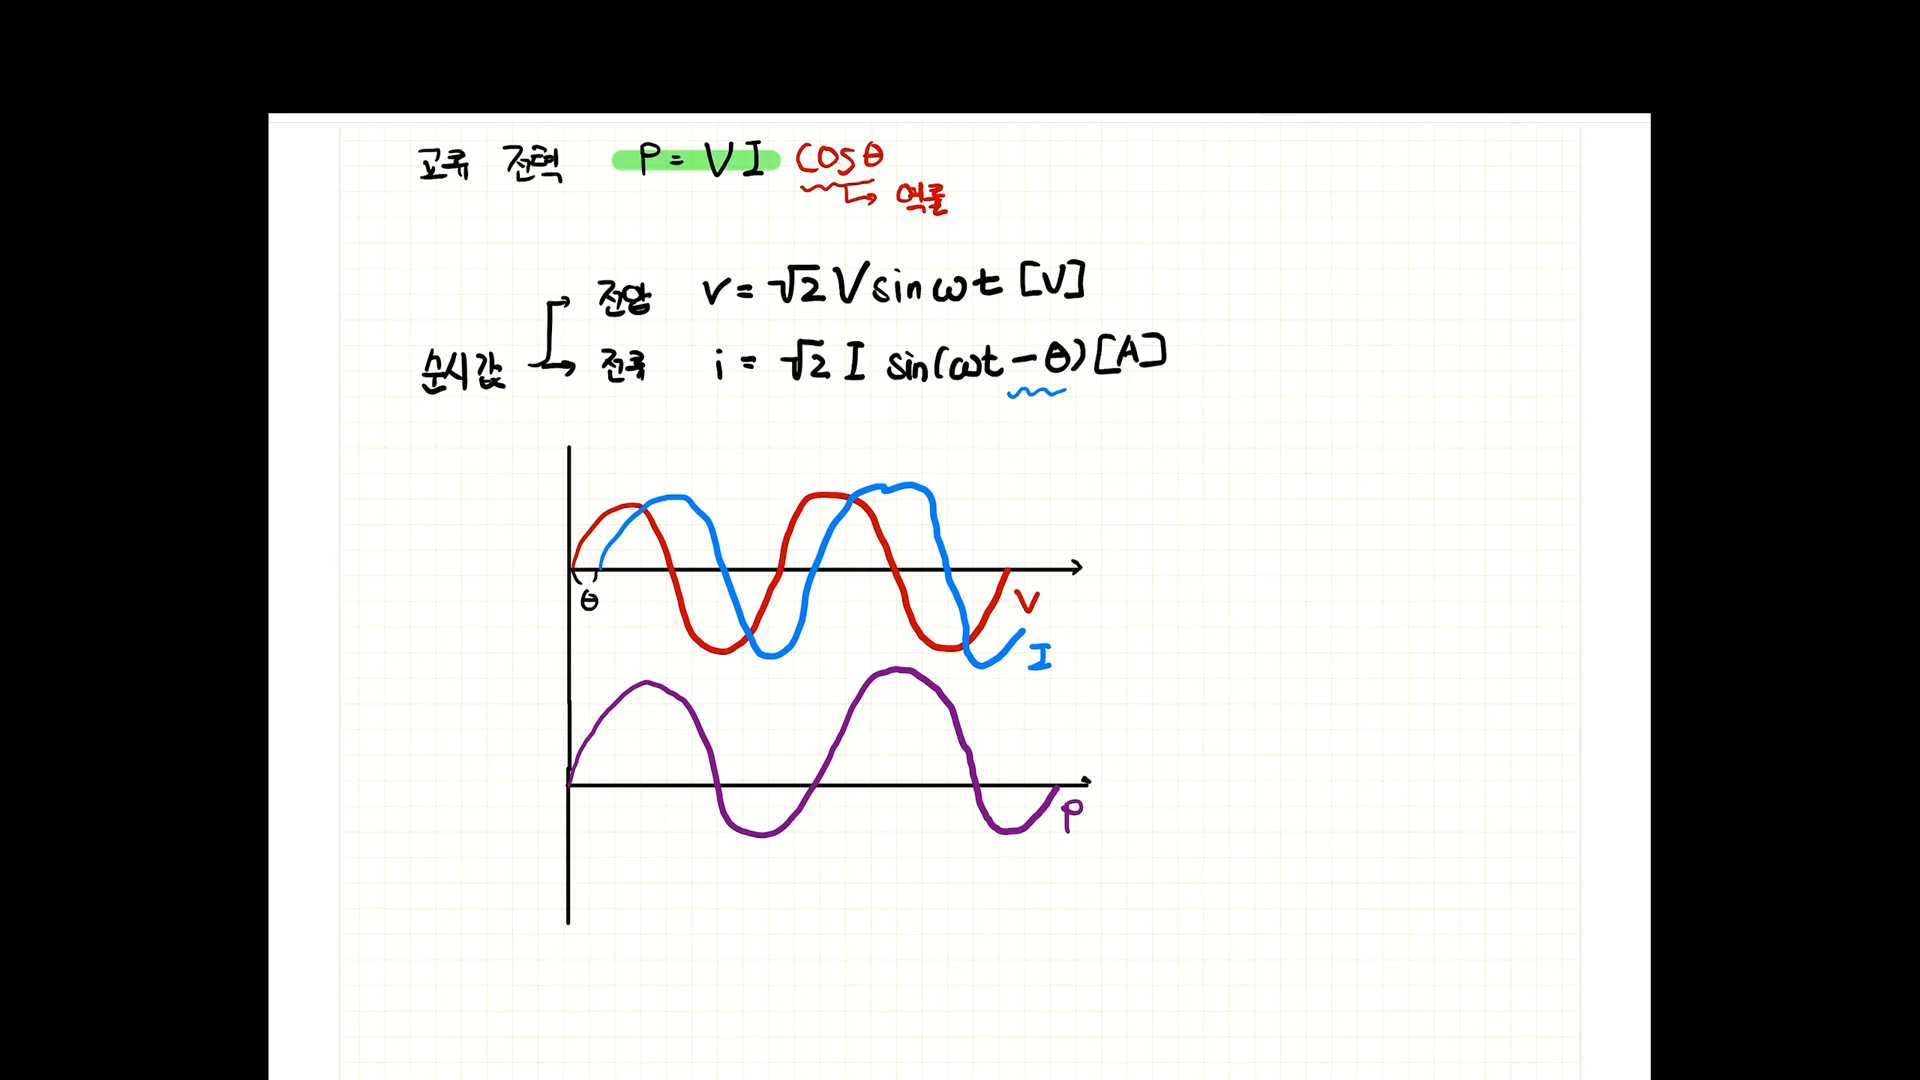 교류 전력 P = VI cosθ
역률
전압 v = √2 V sin ωt [V]
순시값 전류 i = √2 I sin(ωt - θ) [A]
θ
V
I
P